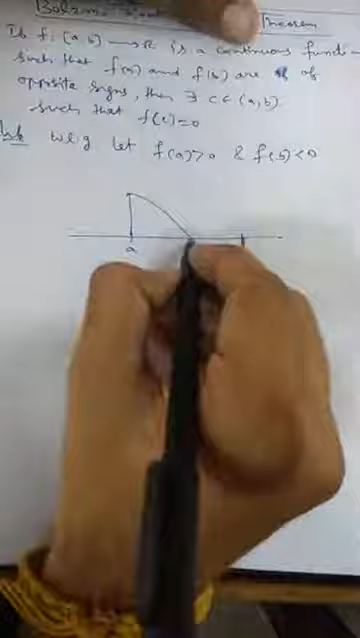 Theorem
If f: [a b] → R is a continuous
such that f(a) and f(b) are of
opposite signs, then ∃ c ∈ (a, b)
such that f(c)=0
wlg let f(a)>0 & f(b)<0
a